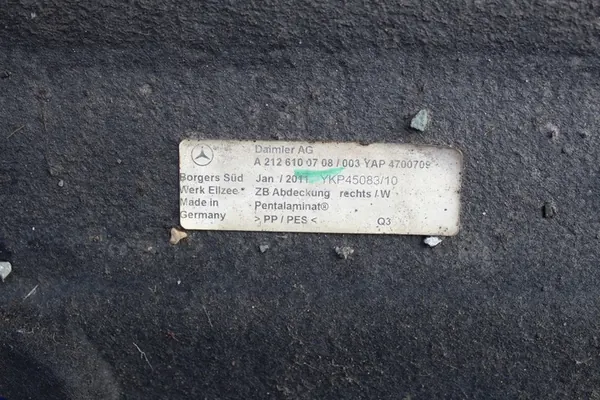 Daimler AG
A 212 610 07 08 / 003 YAP 4700709
Borgers Süd Jan / 2011 YKP45083/10
Werk Ellzee * ZB Abdeckung rechts / W
Made in Pentalaminat®
Germany > PP / PES < Q3